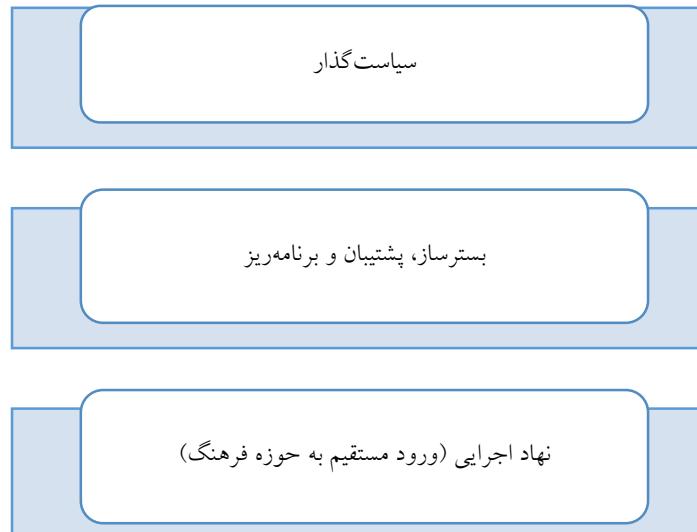 سیاست‌گذار
بسترساز، پشتیبان و برنامه‌ریز
نهاد اجرایی (ورود مستقیم به حوزه فرهنگ)